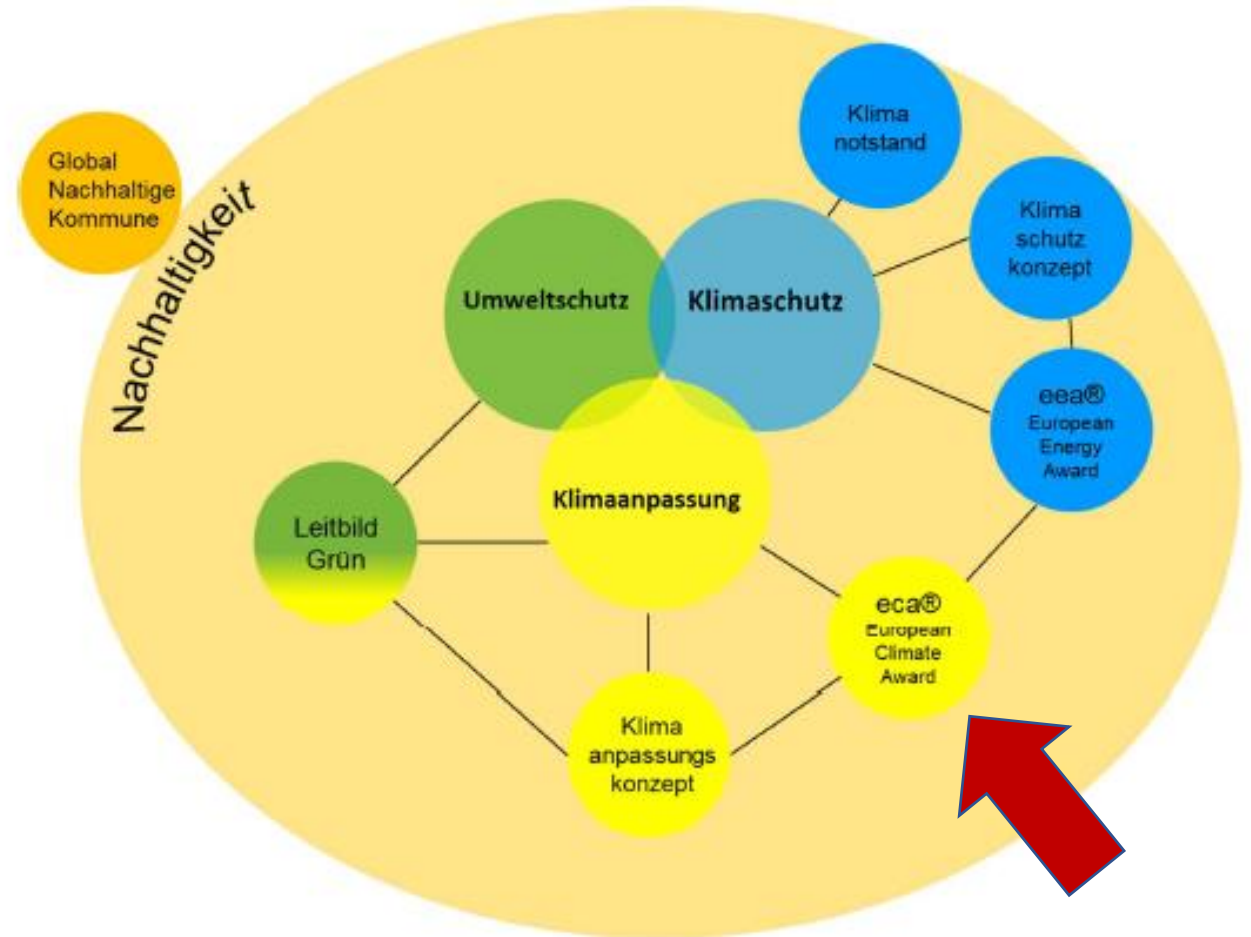 Klima
notstand
Global
Nachhaltige
Kommune
Klima
schutz
konzept
Nachhaltigkeit
Umweltschutz
Klimaschutz
eea®
European
Energy
Award
Klimaanpassung
Leitbild
Grün
eca®
European
Climate
Award
Klima
anpassungs
konzept